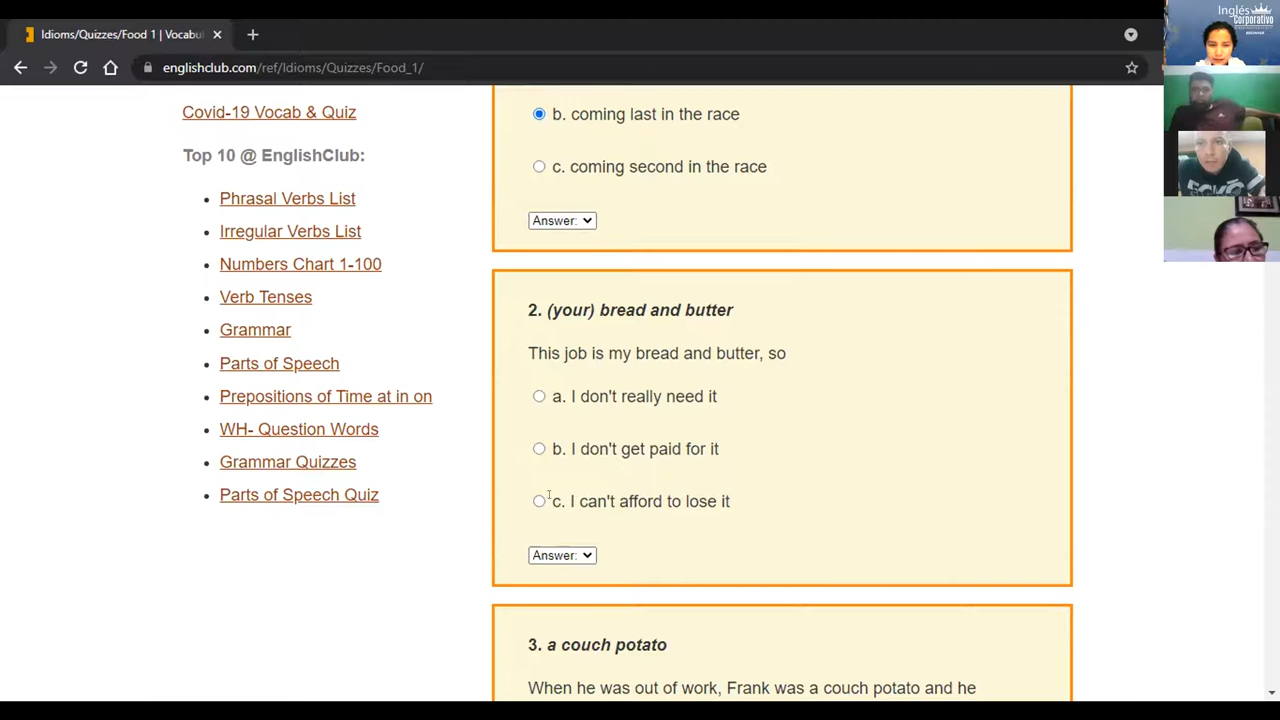 Idioms/Quizzes/Food 1 | Vocabu
englishclub.com/ref/Idioms/Quizzes/Food_1/
Covid-19 Vocab & Quiz
Top 10 @ EnglishClub:
Phrasal Verbs List
Irregular Verbs List
Numbers Chart 1-100
Verb Tenses
Grammar
Parts of Speech
Prepositions of Time at in on
WH- Question Words
Grammar Quizzes
Parts of Speech Quiz
b. coming last in the race
c. coming second in the race
Answer:
2. (your) bread and butter
This job is my bread and butter, so
a. I don't really need it
b. I don't get paid for it
c. I can't afford to lose it
Answer:
3. a couch potato
When he was out of work, Frank was a couch potato and he
Inglés
Corporativo